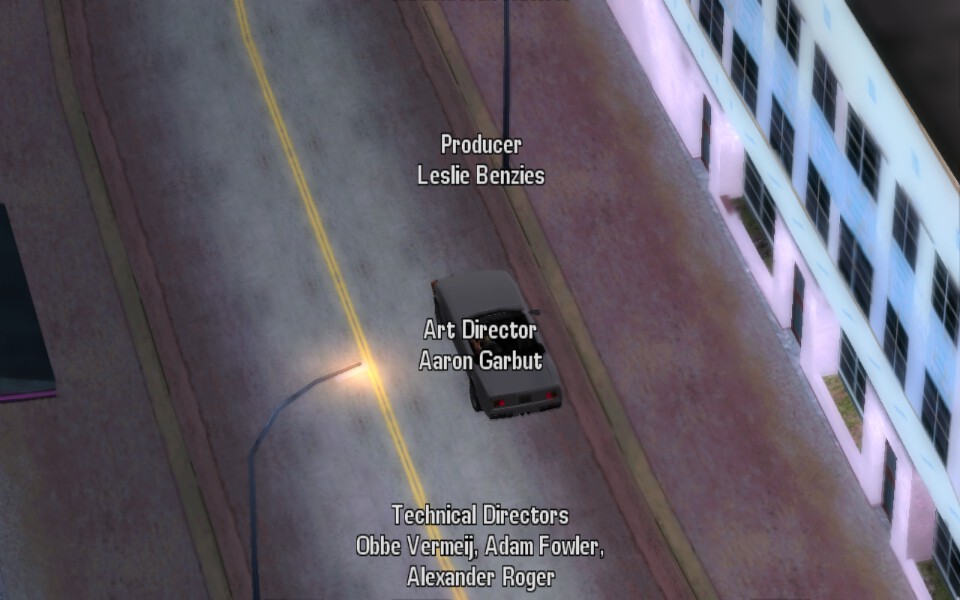 Producer
Leslie Benzies
Art Director
Aaron Garbut
Technical Directors
Obbe Vermeij, Adam Fowler,
Alexander Roger